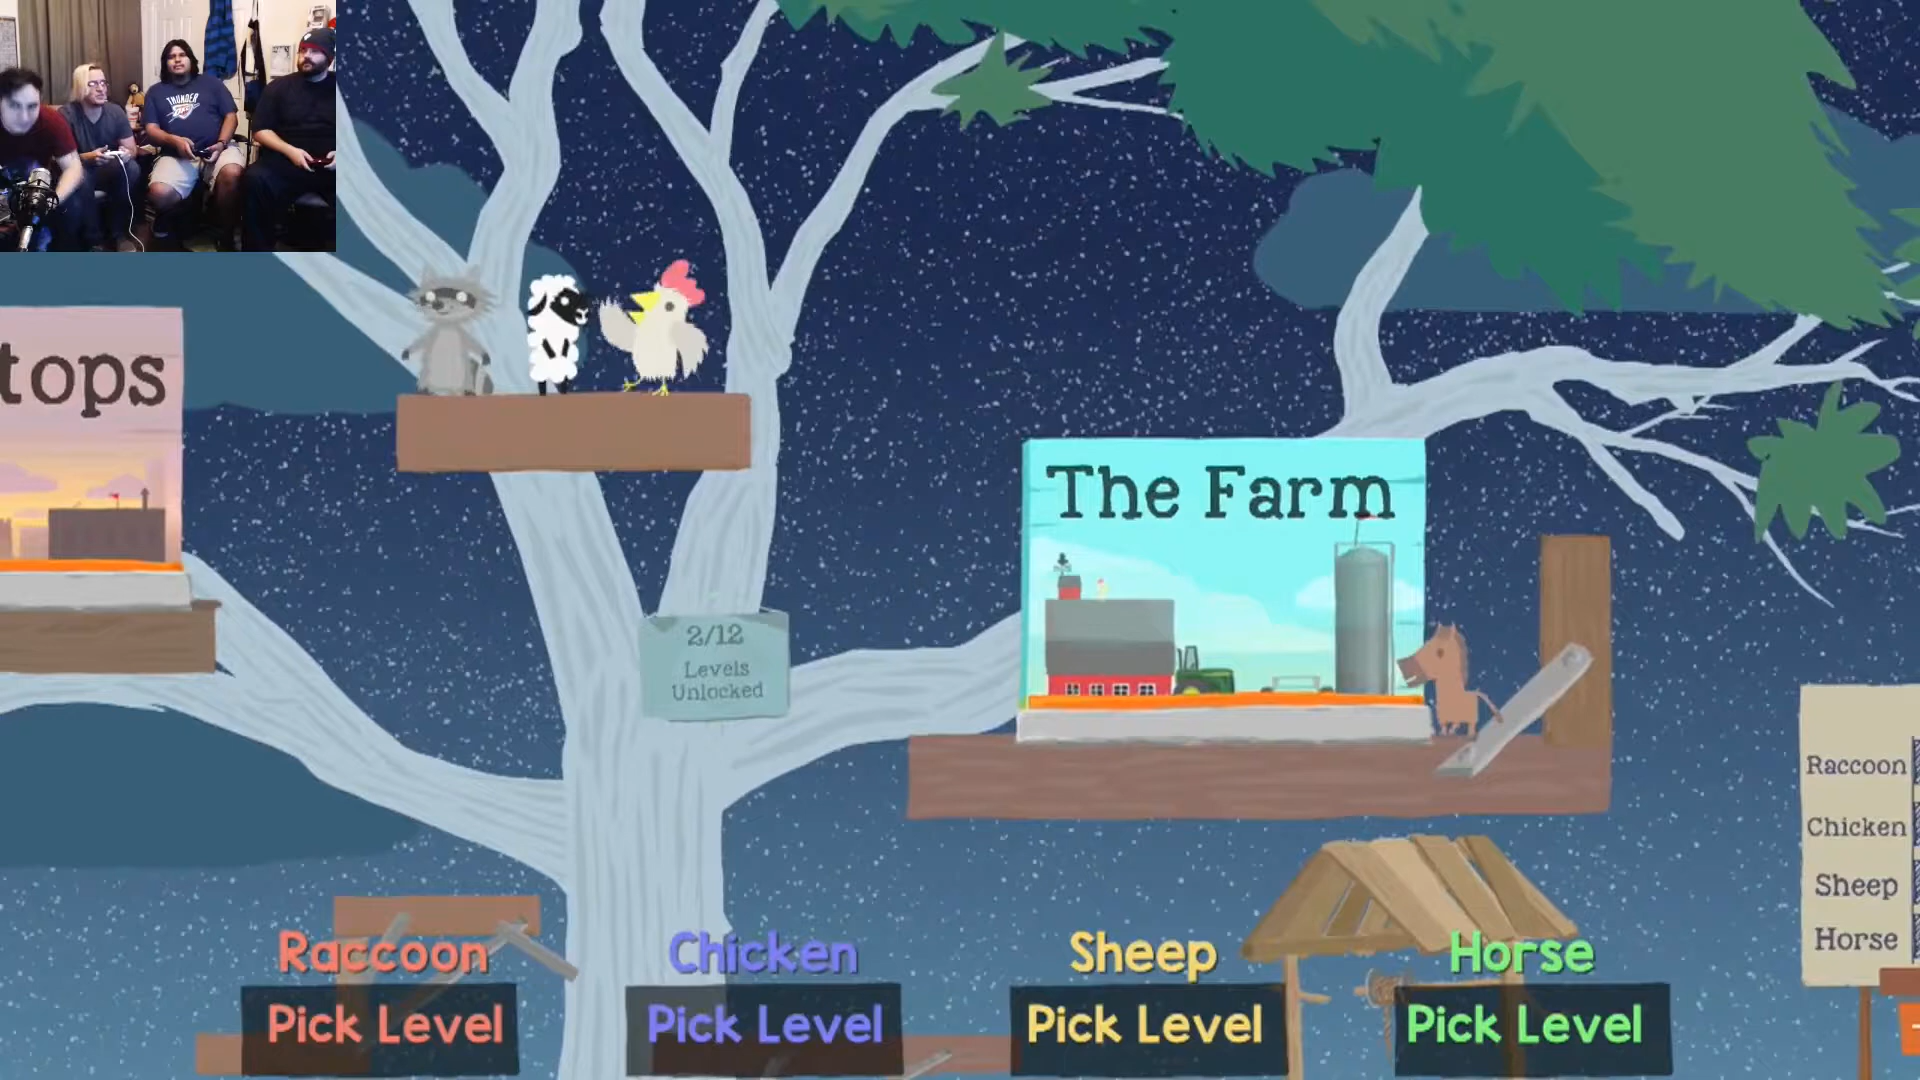 THUNDER
tops
The Farm
2/12
Levels
Unlocked
Raccoon
Chicken
Sheep
Horse
Raccoon
Chicken
Sheep
Horse
Pick Level
Pick Level
Pick Level
Pick Level